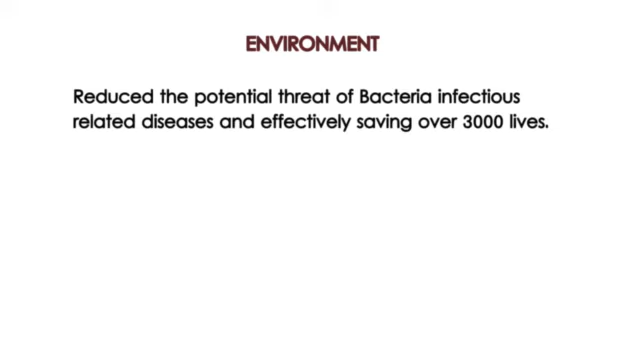 ENVIRONMENT
Reduced the potential threat of Bacteria infectious
related diseases and effectively saving over 3000 lives.